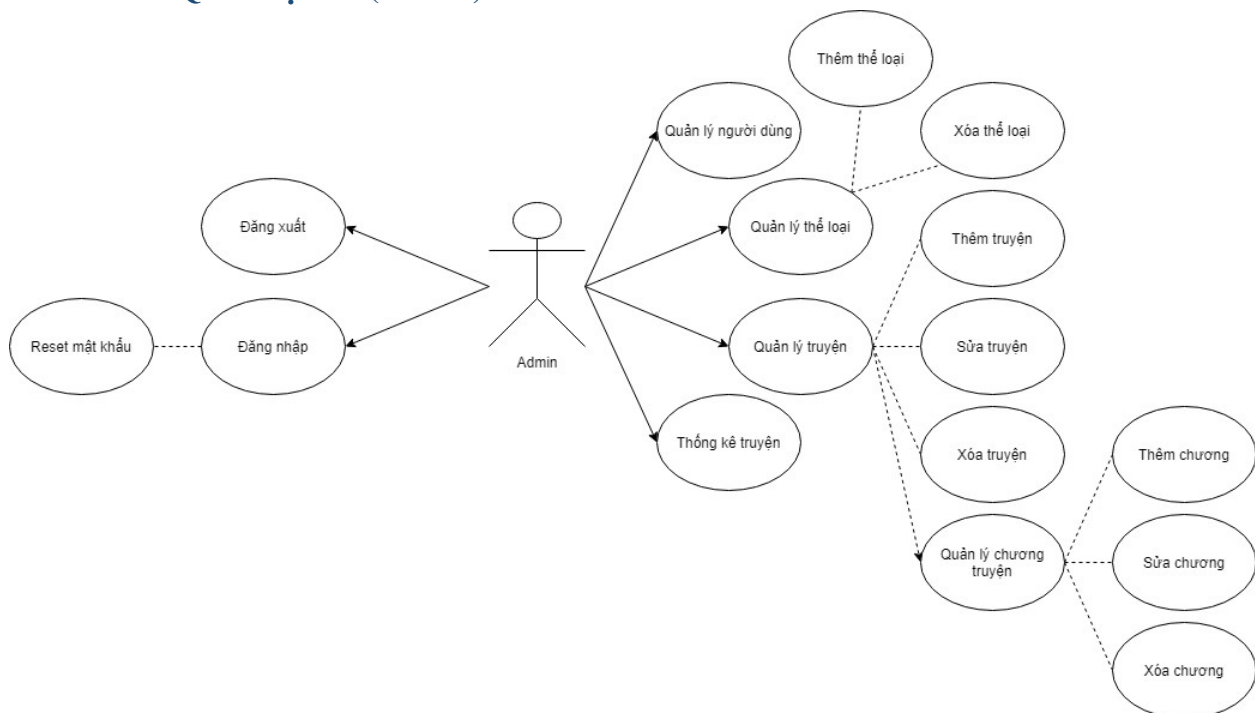 Thêm thể loại
Quản lý người dùng
Xóa thể loại
Đăng xuất
Quản lý thể loại
Thêm truyện
Reset mật khẩu
Đăng nhập
Admin
Quản lý truyện
Sửa truyện
Thống kê truyện
Xóa truyện
Thêm chương
Quản lý chương
truyện
Sửa chương
Xóa chương